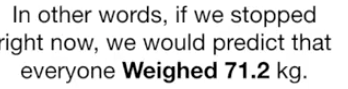 In other words, if we stopped
right now, we would predict that
everyone Weighed 71.2 kg.